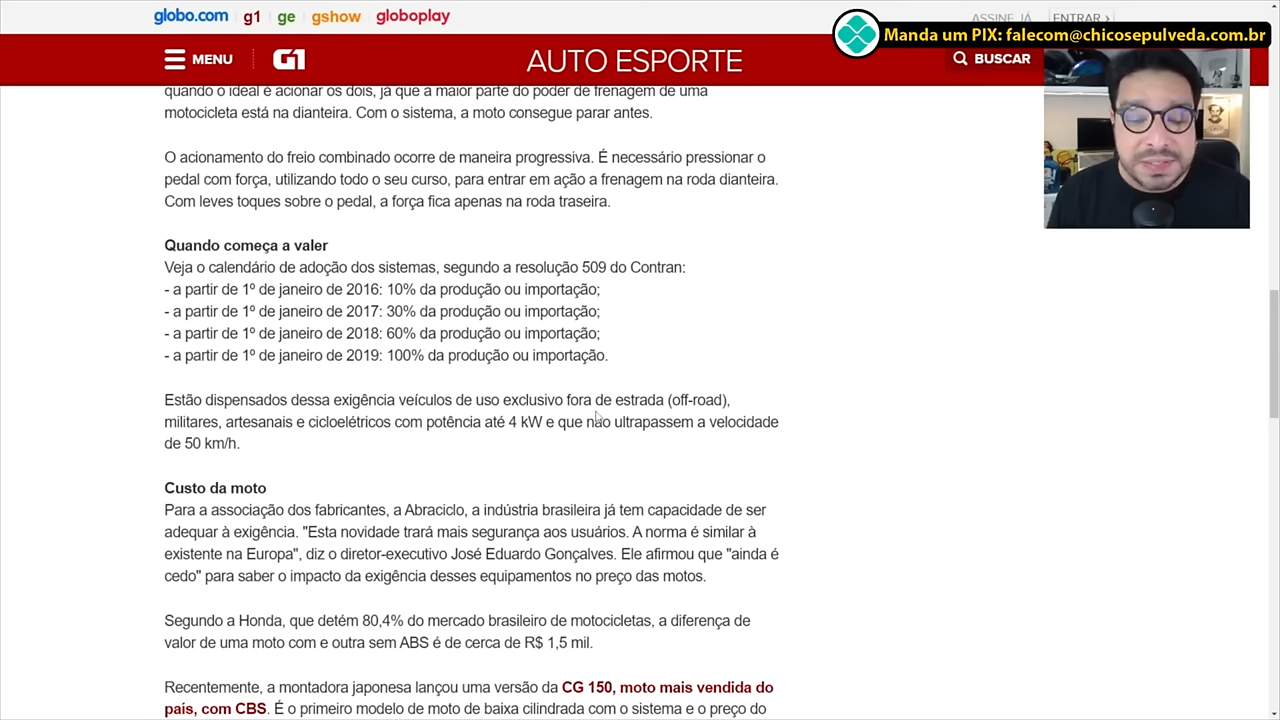 globo.com g1 ge gshow globoplay
ASSINE JÁ ENTRAR ›
Manda um PIX: falecom@chicosepulveda.com.br
MENU G1 AUTO ESPORTE BUSCAR
quando o ideal é acionar os dois, já que a maior parte do poder de frenagem de uma
motocicleta está na dianteira. Com o sistema, a moto consegue parar antes.
O acionamento do freio combinado ocorre de maneira progressiva. É necessário pressionar o
pedal com força, utilizando todo o seu curso, para entrar em ação a frenagem na roda dianteira.
Com leves toques sobre o pedal, a força fica apenas na roda traseira.
Quando começa a valer
Veja o calendário de adoção dos sistemas, segundo a resolução 509 do Contran:
- a partir de 1º de janeiro de 2016: 10% da produção ou importação;
- a partir de 1º de janeiro de 2017: 30% da produção ou importação;
- a partir de 1º de janeiro de 2018: 60% da produção ou importação;
- a partir de 1º de janeiro de 2019: 100% da produção ou importação.
Estão dispensados dessa exigência veículos de uso exclusivo fora de estrada (off-road),
militares, artesanais e cicloelétricos com potência até 4 kW e que não ultrapassem a velocidade
de 50 km/h.
Custo da moto
Para a associação dos fabricantes, a Abraciclo, a indústria brasileira já tem capacidade de ser
adequar à exigência. "Esta novidade trará mais segurança aos usuários. A norma é similar à
existente na Europa", diz o diretor-executivo José Eduardo Gonçalves. Ele afirmou que "ainda é
cedo" para saber o impacto da exigência desses equipamentos no preço das motos.
Segundo a Honda, que detém 80,4% do mercado brasileiro de motocicletas, a diferença de
valor de uma moto com e outra sem ABS é de cerca de R$ 1,5 mil.
Recentemente, a montadora japonesa lançou uma versão da CG 150, moto mais vendida do
país, com CBS. É o primeiro modelo de moto de baixa cilindrada com o sistema e o preço do